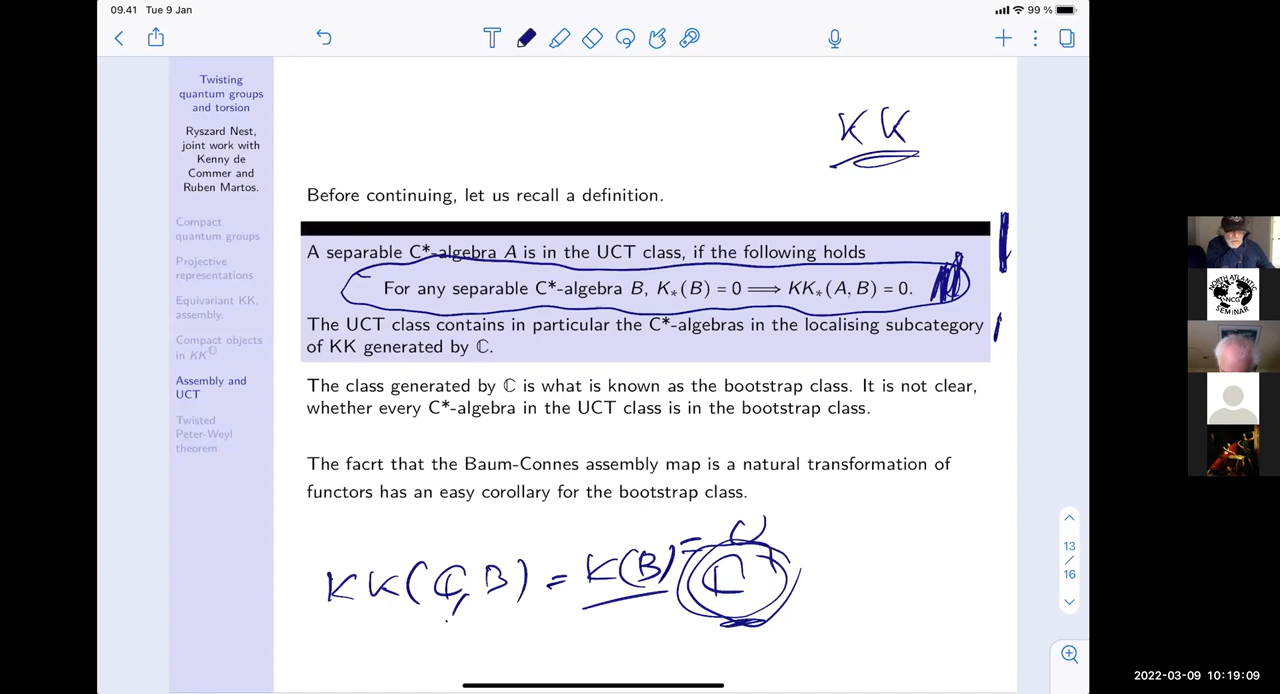 09.41 Tue 9 Jan
99 %
Twisting
quantum groups
and torsion
Ryszard Nest,
joint work with
Kenny de
Commer and
Ruben Martos.
Compact
quantum groups
Projective
representations
Equivariant KK,
assembly.
Compact objects
in KK^𝔾̂
Assembly and
UCT
Twisted
Peter-Weyl
theorem
K K
Before continuing, let us recall a definition.
A separable C*-algebra A is in the UCT class, if the following holds
For any separable C*-algebra B, K∗(B) = 0 ⟹ KK∗(A, B) = 0.
The UCT class contains in particular the C*-algebras in the localising subcategory
of KK generated by ℂ.
The class generated by ℂ is what is known as the bootstrap class. It is not clear,
whether every C*-algebra in the UCT class is in the bootstrap class.
The facrt that the Baum-Connes assembly map is a natural transformation of
functors has an easy corollary for the bootstrap class.
KK(ℂ, B) = K(B) =
13
/
16
NORTH ATLANTIC
NCG
SEMINAR
2022-03-09 10:19:09